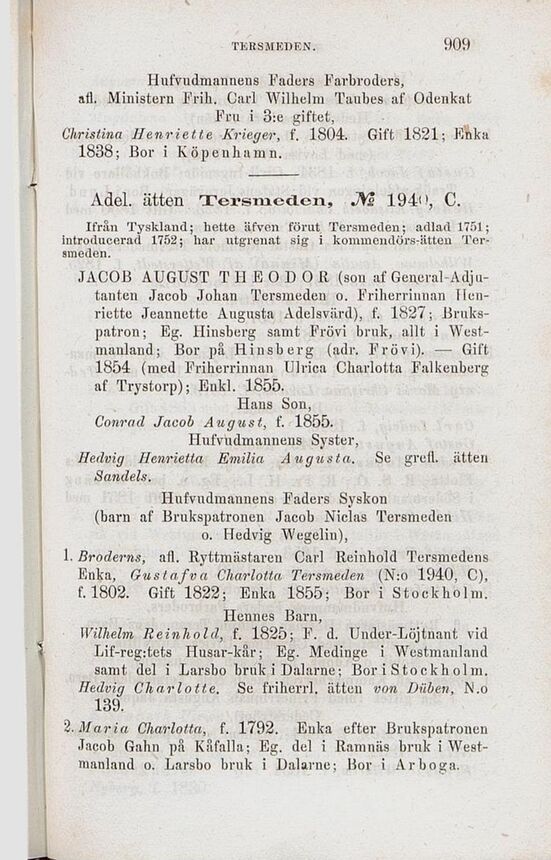 TERSMEDEN. 909
Hufvudmannens Faders Farbroders,
afl. Ministern Frih. Carl Wilhelm Taubes af Odenkat
Fru i 3:e giftet,
Christina Henriette Krieger, f. 1804. Gift 1821; Enka
1838; Bor i Köpenhamn.
Adel. ätten Tersmeden, № 1940, C.
Ifrån Tyskland; hette äfven förut Tersmeden; adlad 1751;
introducerad 1752; har utgrenat sig i kommendörs-ätten Ter-
smeden.
JACOB AUGUST THEODOR (son af General-Adju-
tanten Jacob Johan Tersmeden o. Friherrinnan Hen-
riette Jeannette Augusta Adelsvärd), f. 1827; Bruks-
patron; Eg. Hinsberg samt Frövi bruk, allt i West-
manland; Bor på Hinsberg (adr. Frövi). — Gift
1854 (med Friherrinnan Ulrica Charlotta Falkenberg
af Trystorp); Enkl. 1855.
Hans Son,
Conrad Jacob August, f. 1855.
Hufvudmannens Syster,
Hedvig Henrietta Emilia Augusta. Se grefl. ätten
Sandels.
Hufvudmannens Faders Syskon
(barn af Brukspatronen Jacob Niclas Tersmeden
o. Hedvig Wegelin),
1. Broderns, afl. Ryttmästaren Carl Reinhold Tersmedens
Enka, Gustafva Charlotta Tersmeden (N:o 1940, C),
f. 1802. Gift 1822; Enka 1855; Bor i Stockholm.
Hennes Barn,
Wilhelm Reinhold, f. 1825; F. d. Under-Löjtnant vid
Lif-reg:tets Husar-kår; Eg. Medinge i Westmanland
samt del i Larsbo bruk i Dalarne; Bor i Stockholm.
Hedvig Charlotte. Se friherrl. ätten von Düben, N.o
139.
2. Maria Charlotta, f. 1792. Enka efter Brukspatronen
Jacob Gahn på Kåfalla; Eg. del i Ramnäs bruk i West-
manland o. Larsbo bruk i Dalarne; Bor i Arboga.